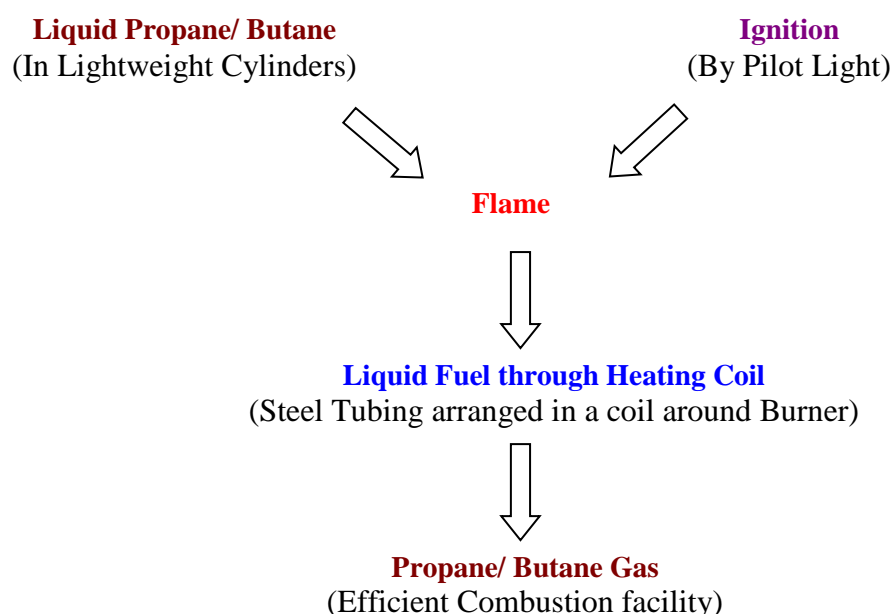 Liquid Propane/ Butane
(In Lightweight Cylinders)
Ignition
(By Pilot Light)
Flame
Liquid Fuel through Heating Coil
(Steel Tubing arranged in a coil around Burner)
Propane/ Butane Gas
(Efficient Combustion facility)